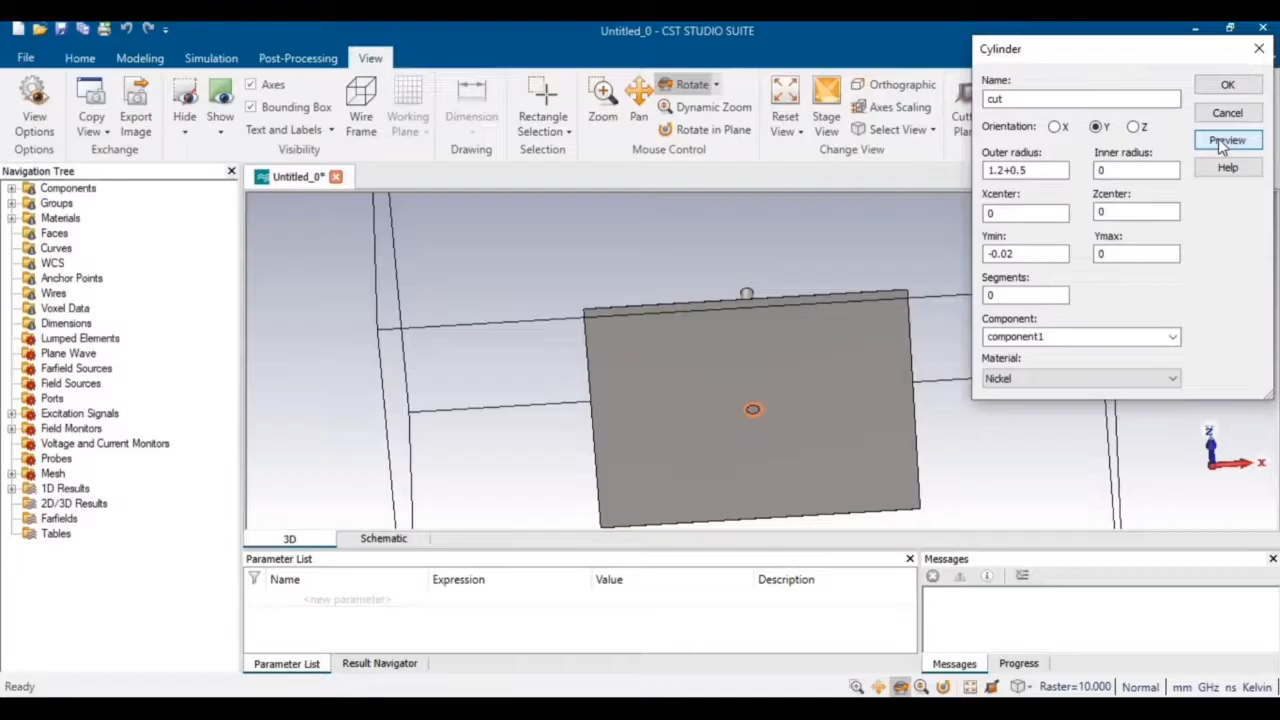 Untitled_0 - CST STUDIO SUITE
File Home Modeling Simulation Post-Processing View
View Options
Options
Copy View
Export Image
Exchange
Hide
Show
Axes
Bounding Box
Text and Labels
Wire Frame
Working Plane
Visibility
Dimension
Drawing
Rectangle Selection
Selection
Zoom
Pan
Rotate
Dynamic Zoom
Rotate in Plane
Mouse Control
Reset View
Stage View
Orthographic
Axes Scaling
Select View
Change View
Cylinder
Name:
cut
Orientation: X Y Z
Outer radius: Inner radius:
1.2+0.5 0
Xcenter: Zcenter:
0 0
Ymin: Ymax:
-0.02 0
Segments:
0
Component:
component1
Material:
Nickel
OK
Cancel
Preview
Help
Navigation Tree
Components
Groups
Materials
Faces
Curves
WCS
Anchor Points
Wires
Voxel Data
Dimensions
Lumped Elements
Plane Wave
Farfield Sources
Field Sources
Ports
Excitation Signals
Field Monitors
Voltage and Current Monitors
Probes
Mesh
1D Results
2D/3D Results
Farfields
Tables
Untitled_0*
z
x
3D Schematic
Parameter List
Name Expression Value Description
<new parameter>
Parameter List Result Navigator
Messages
Messages Progress
Ready
Raster=10.000 Normal mm GHz ns Kelvin